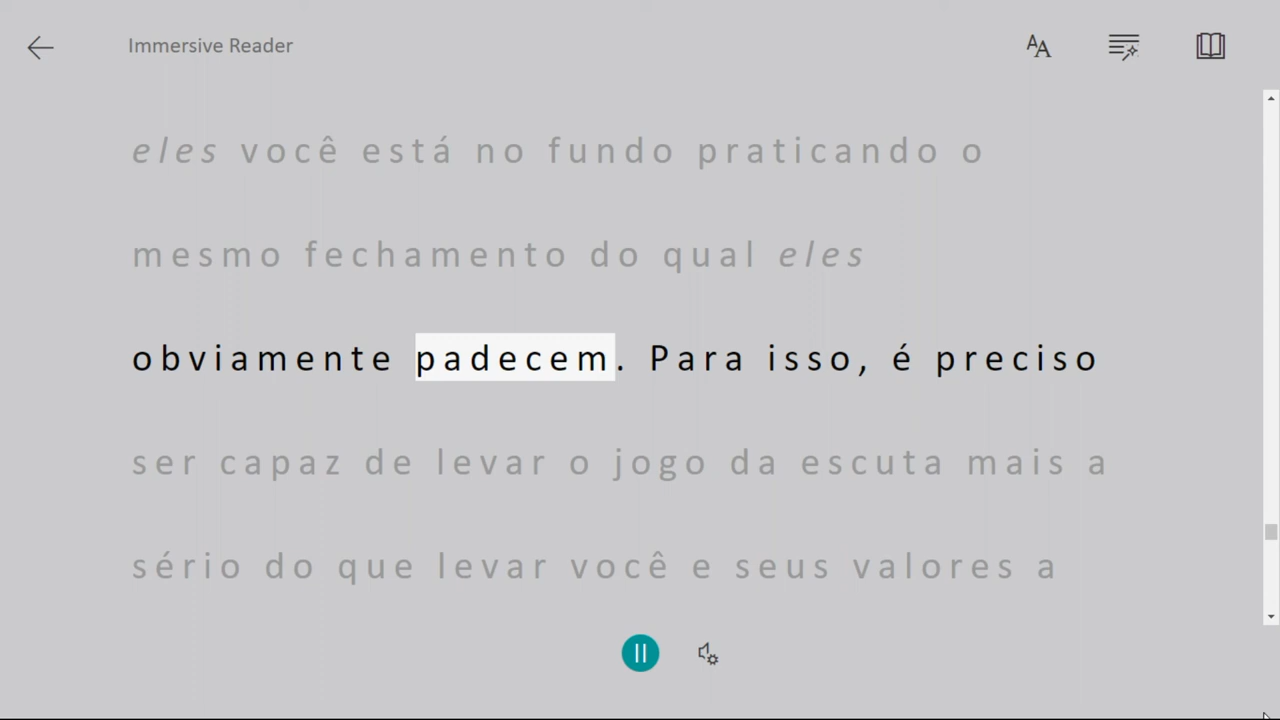 Immersive Reader
eles você está no fundo praticando o
mesmo fechamento do qual eles
obviamente padecem. Para isso, é preciso
ser capaz de levar o jogo da escuta mais a
sério do que levar você e seus valores a